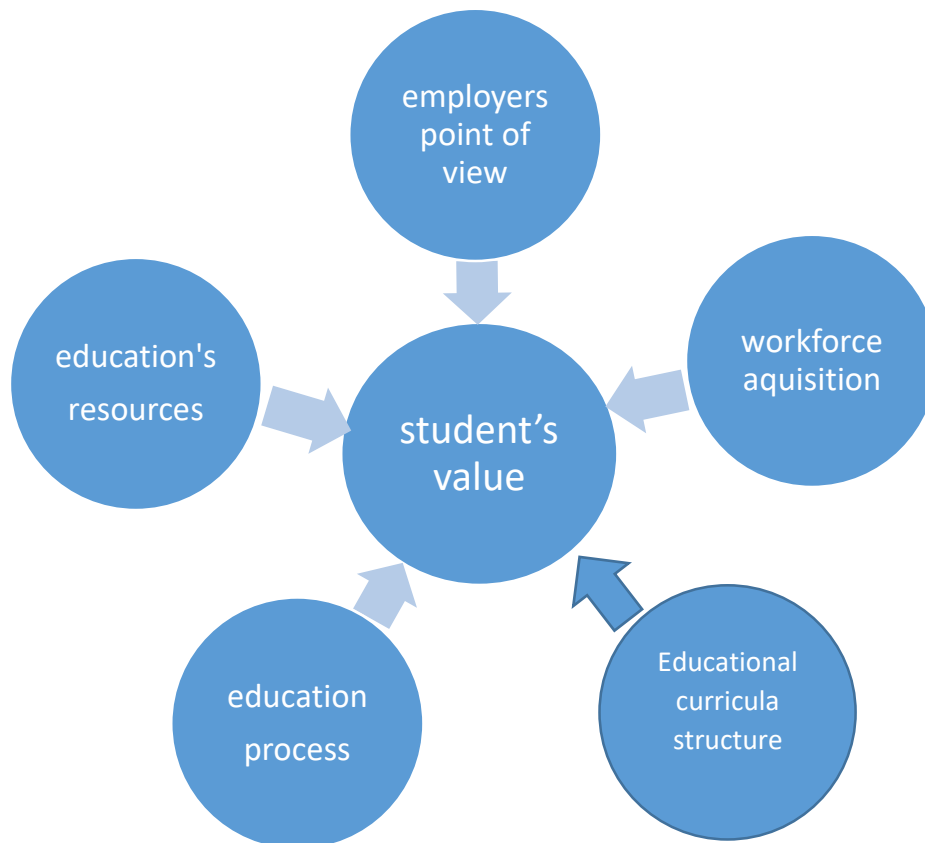 employers
point of
view
education's
resources
workforce
aquisition
student’s
value
education
process
Educational
curricula
structure